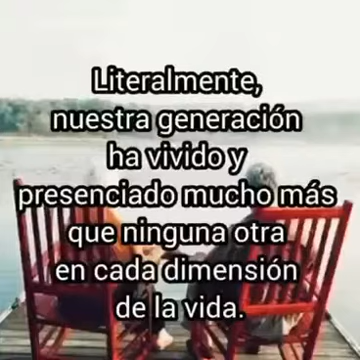 Literalmente,
nuestra generación
ha vivido y
presenciado mucho más
que ninguna otra
en cada dimensión
de la vida.